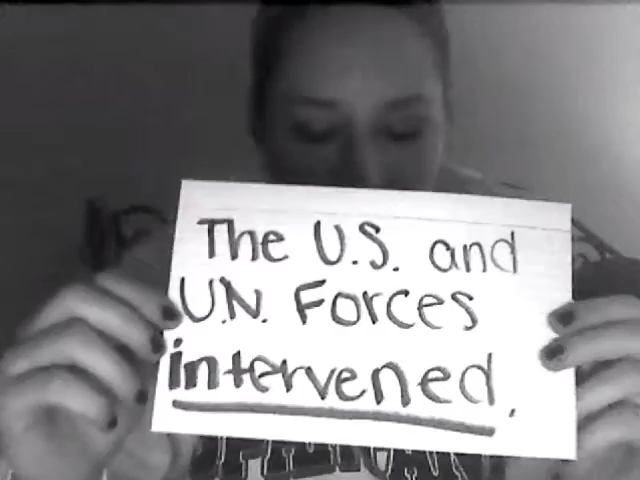 The U.S. and
U.N. Forces
intervened.